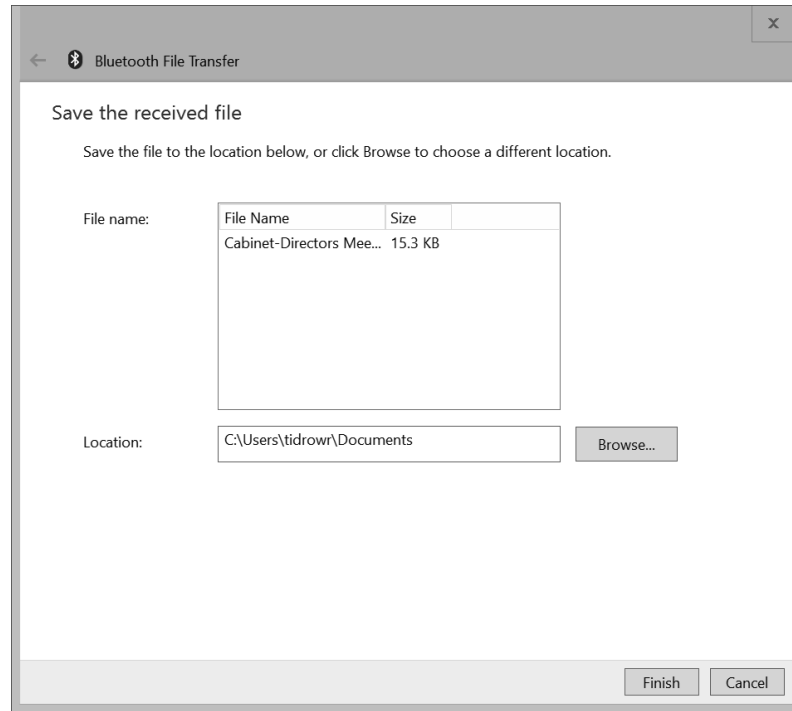 x
← Bluetooth File Transfer
Save the received file
Save the file to the location below, or click Browse to choose a different location.
File name:
File Name Size
Cabinet-Directors Mee... 15.3 KB
Location: C:\Users\tidrowr\Documents Browse...
Finish Cancel